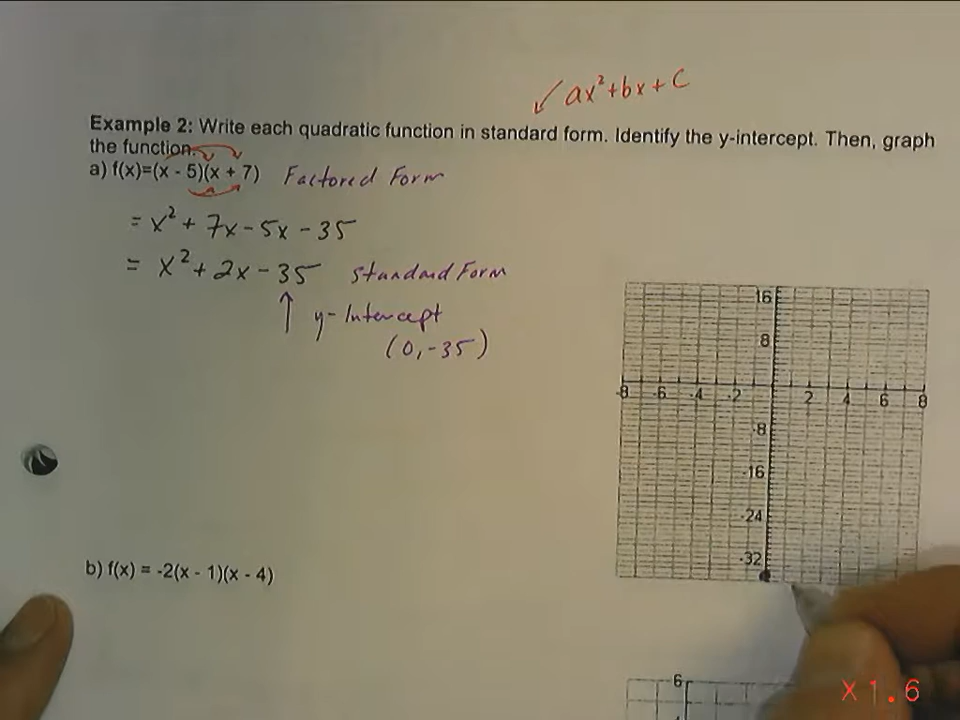 ax²+bx+c
Example 2: Write each quadratic function in standard form. Identify the y-intercept. Then, graph
the function.
a) f(x)=(x - 5)(x + 7) Factored Form
= x² + 7x - 5x - 35
= x² + 2x - 35 Standard Form
y-Intercept
(0,-35)
16
8
-8 -6 -4 -2 2 4 6 8
-8
-16
-24
-32
b) f(x) = -2(x - 1)(x - 4)
6
X1.6